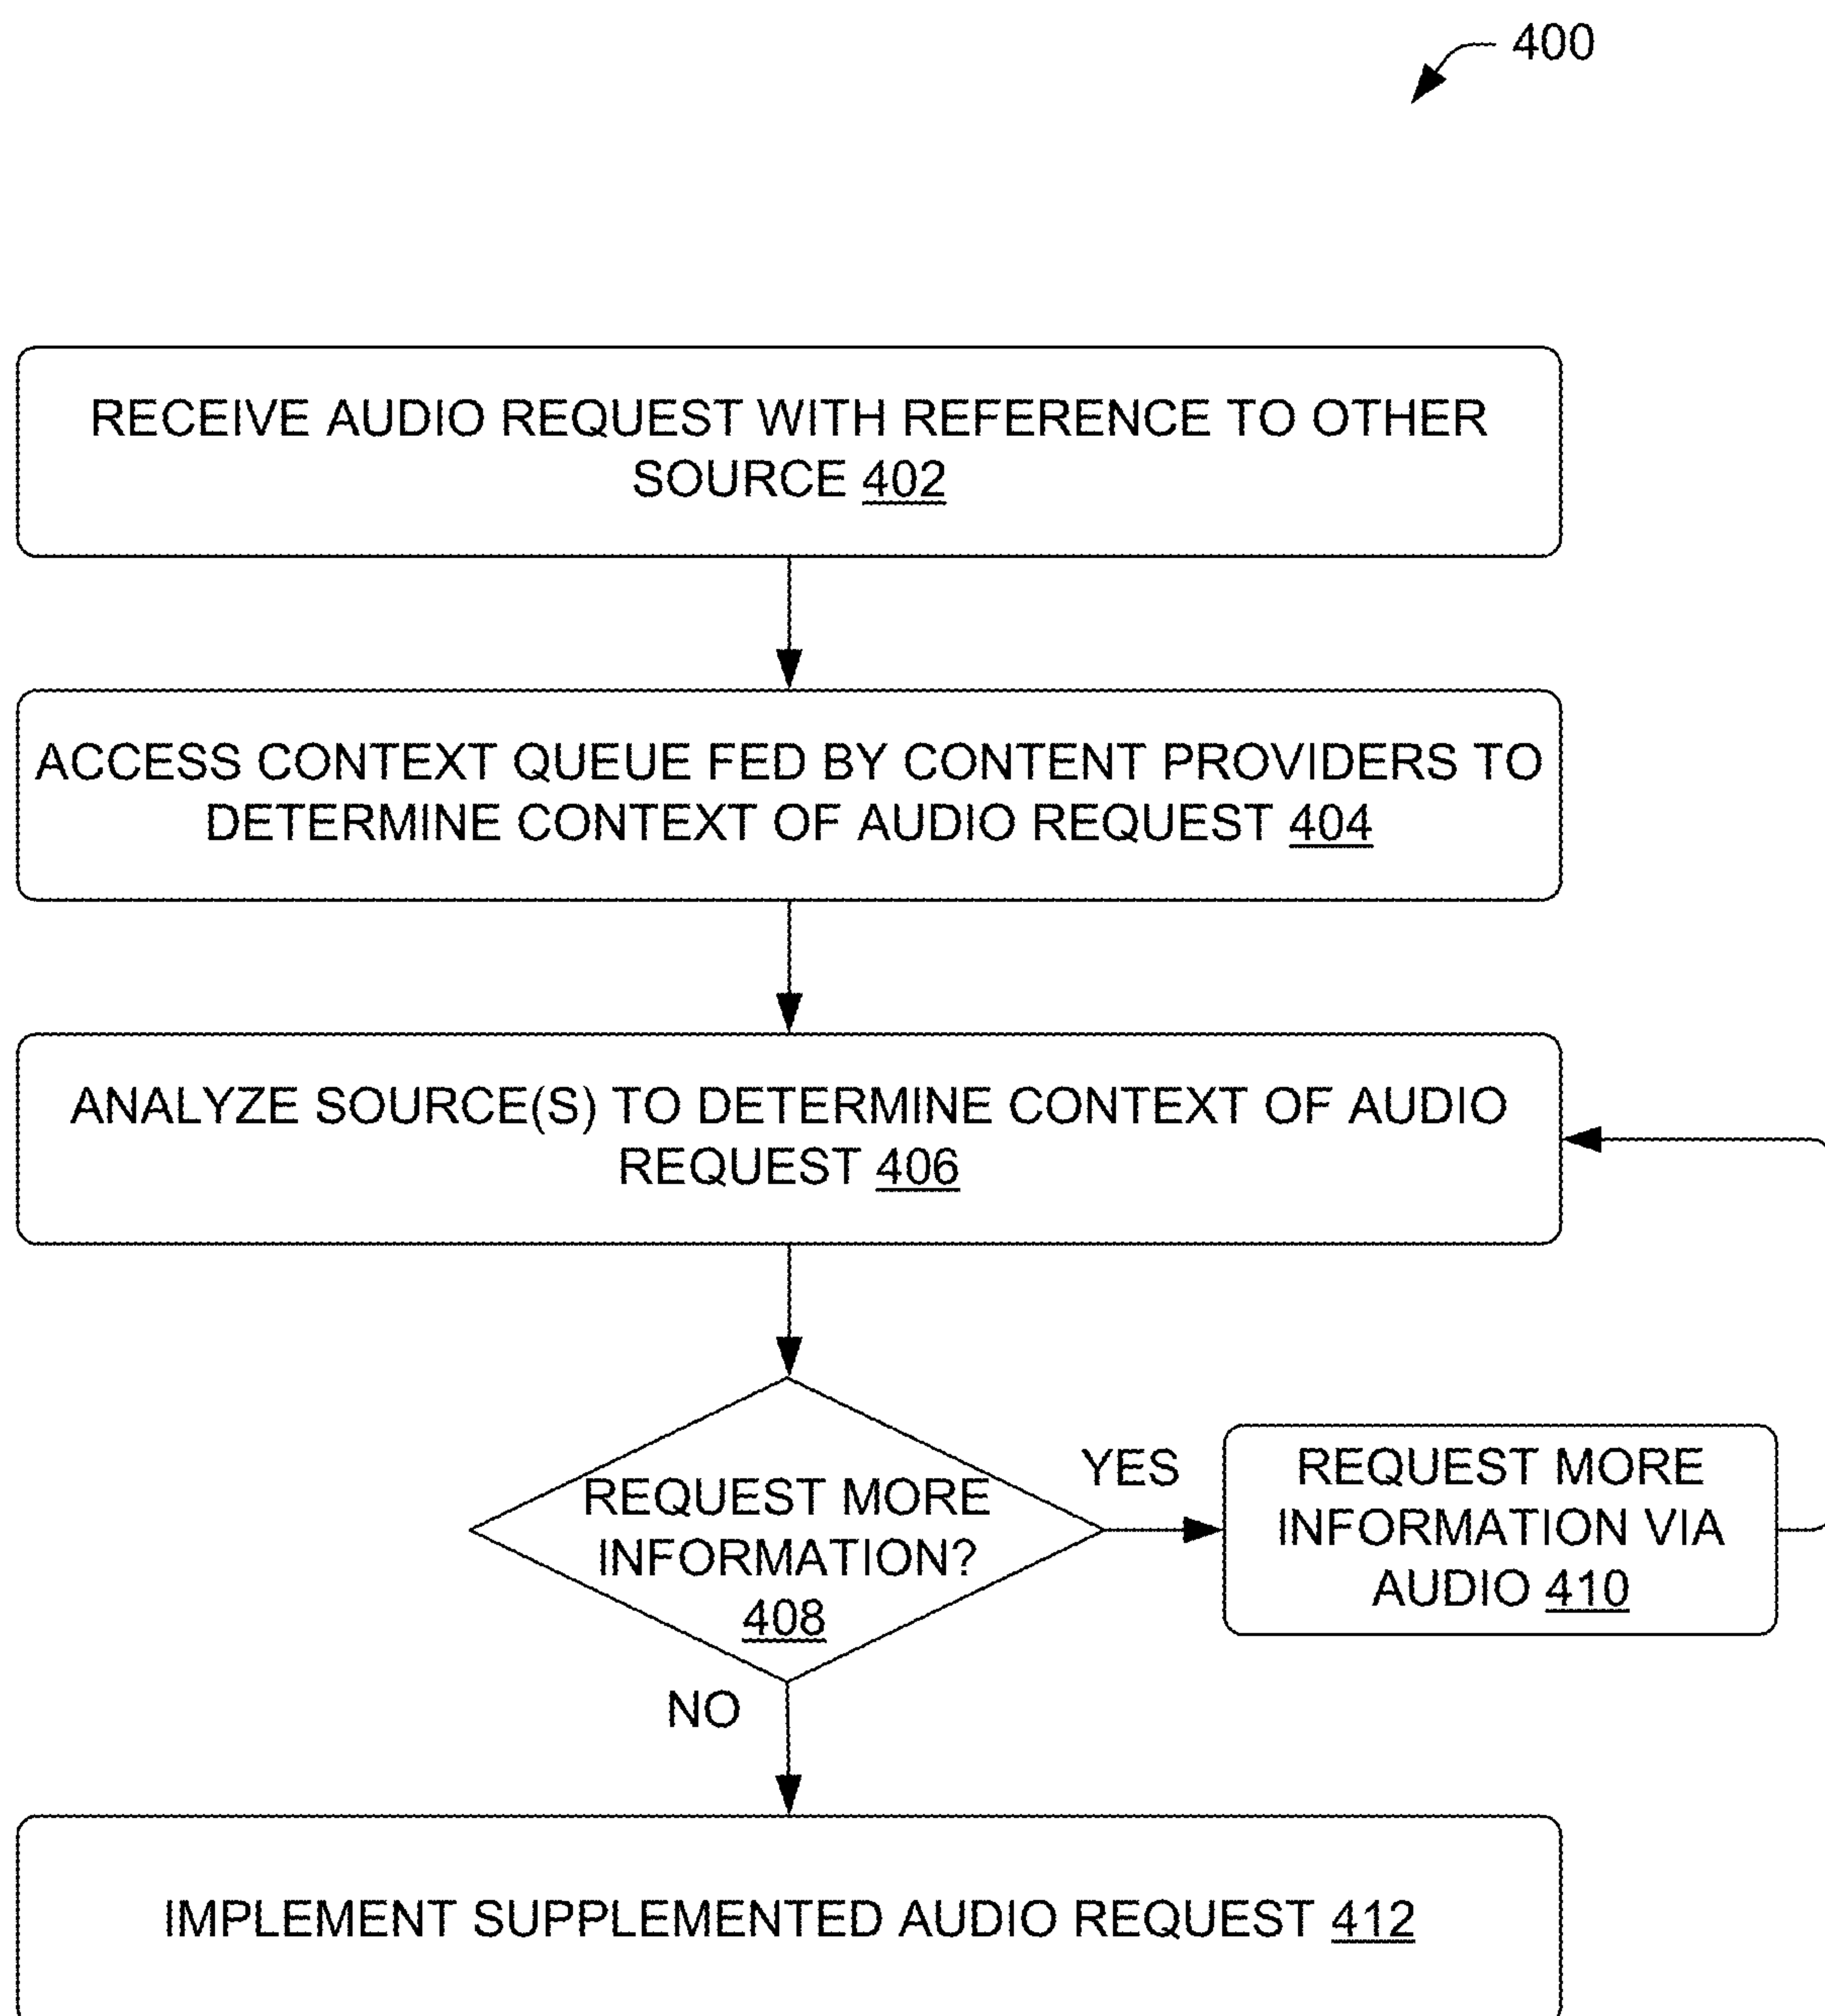 400
RECEIVE AUDIO REQUEST WITH REFERENCE TO OTHER
SOURCE 402
ACCESS CONTEXT QUEUE FED BY CONTENT PROVIDERS TO
DETERMINE CONTEXT OF AUDIO REQUEST 404
ANALYZE SOURCE(S) TO DETERMINE CONTEXT OF AUDIO
REQUEST 406
REQUEST MORE
INFORMATION?
408
YES
REQUEST MORE
INFORMATION VIA
AUDIO 410
NO
IMPLEMENT SUPPLEMENTED AUDIO REQUEST 412